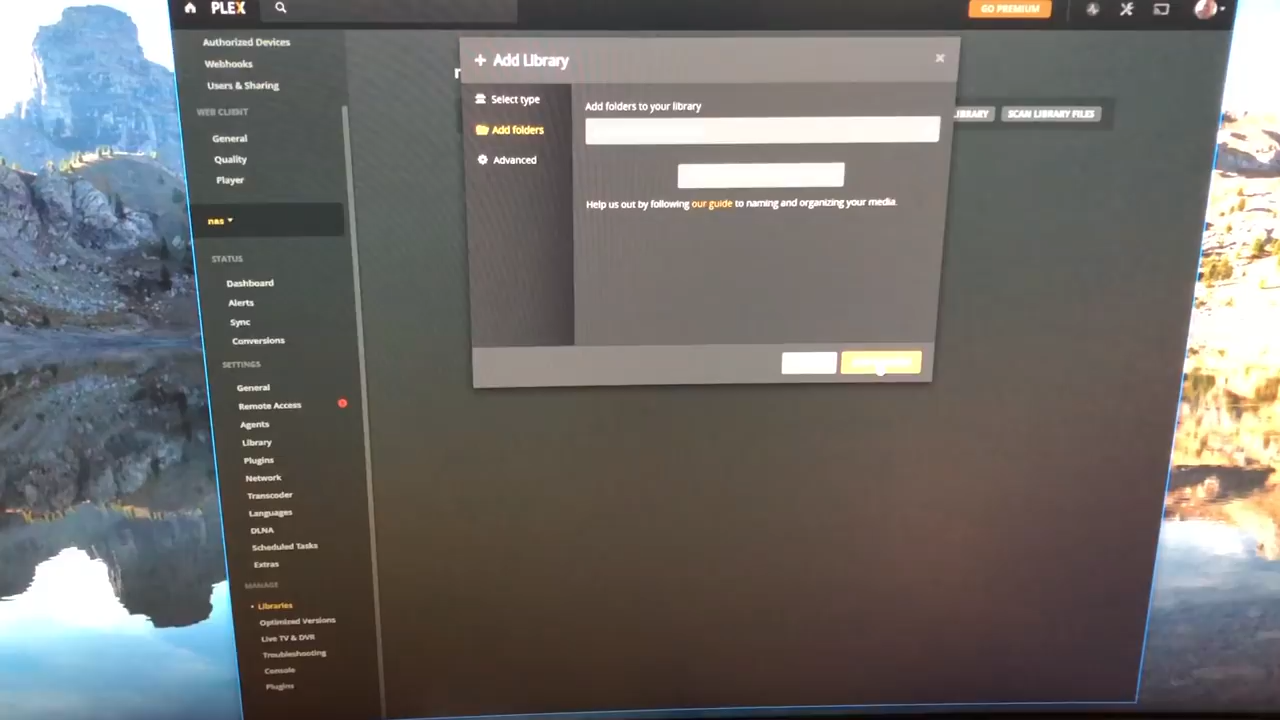 PLEX
GO PREMIUM
Authorized Devices
Webhooks
Users & Sharing
WEB CLIENT
General
Quality
Player
nas
STATUS
Dashboard
Alerts
Sync
Conversions
SETTINGS
General
Remote Access
Agents
Library
Plugins
Network
Transcoder
Languages
DLNA
Scheduled Tasks
Extras
MANAGE
Libraries
Optimized Versions
Live TV & DVR
Troubleshooting
Console
Plugins
+ Add Library
×
Select type
Add folders
Advanced
Add folders to your library
Help us out by following our guide to naming and organizing your media.
SCAN LIBRARY FILES